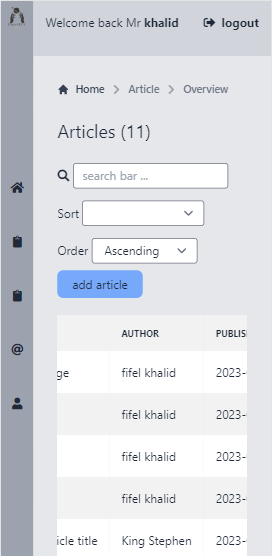 Welcome back Mr khalid logout
Home > Article > Overview
Articles (11)
search bar ...
Sort
Order Ascending
add article
AUTHOR PUBLIS
ge fifel khalid 2023-
fifel khalid 2023-
fifel khalid 2023-
fifel khalid 2023-
icle title King Stephen 2023-